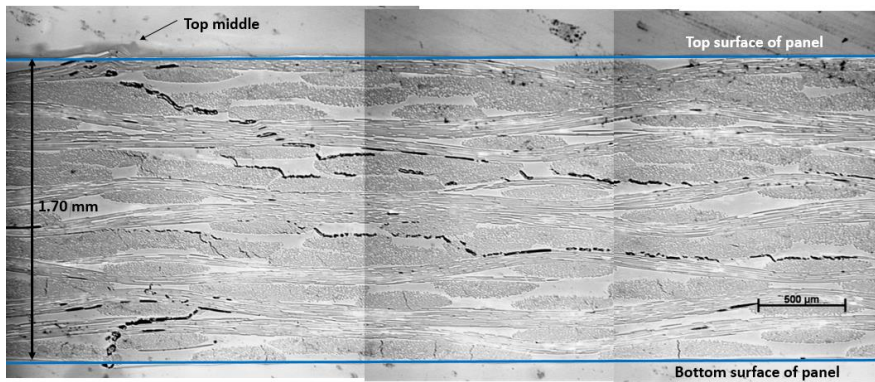 Top middle
Top surface of panel
1.70 mm
500 µm
Bottom surface of panel